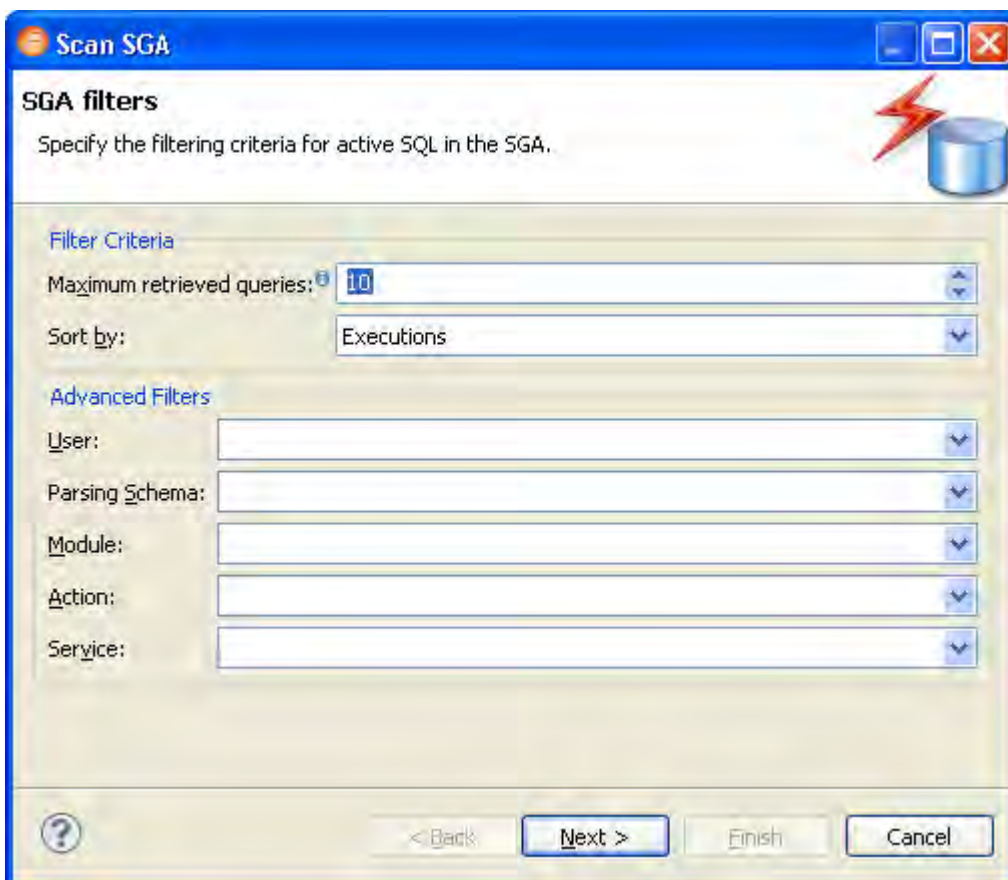 Scan SGA
SGA filters
Specify the filtering criteria for active SQL in the SGA.
Filter Criteria
Maximum retrieved queries: 10
Sort by: Executions
Advanced Filters
User:
Parsing Schema:
Module:
Action:
Service:
? < Back Next > Finish Cancel